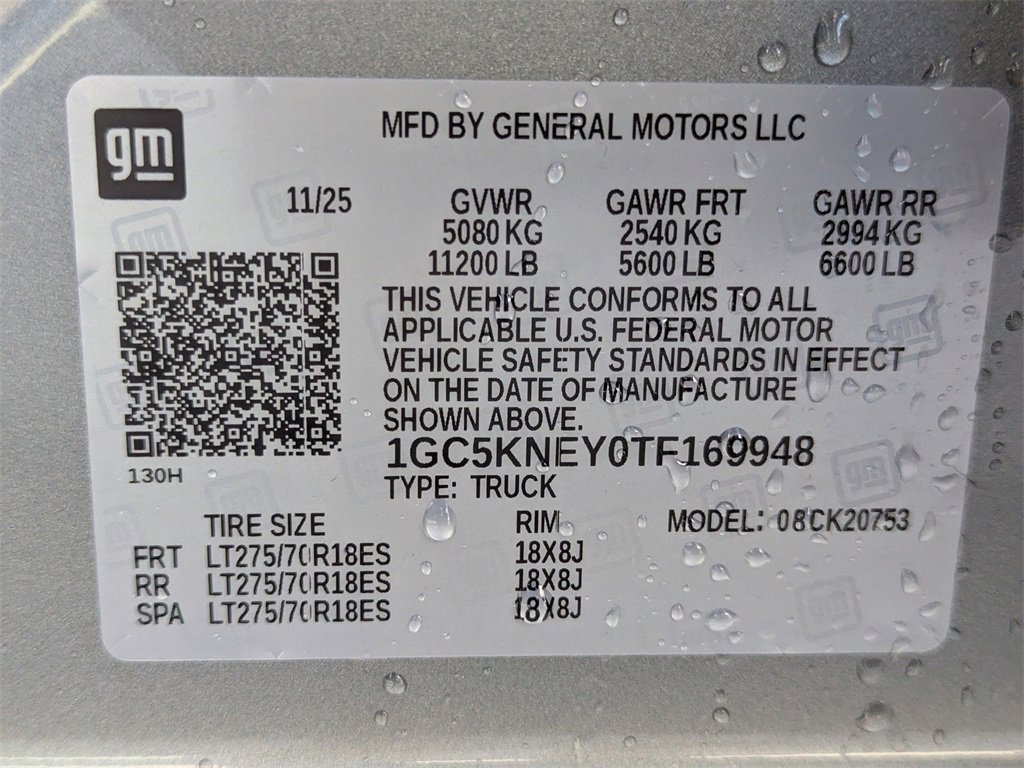 gm
MFD BY GENERAL MOTORS LLC
11/25 GVWR GAWR FRT GAWR RR
5080 KG 2540 KG 2994 KG
11200 LB 5600 LB 6600 LB
THIS VEHICLE CONFORMS TO ALL
APPLICABLE U.S. FEDERAL MOTOR
VEHICLE SAFETY STANDARDS IN EFFECT
ON THE DATE OF MANUFACTURE
SHOWN ABOVE.
1GC5KNEY0TF169948
130H
TYPE: TRUCK
TIRE SIZE RIM MODEL: 08CK20753
FRT LT275/70R18ES 18X8J
RR LT275/70R18ES 18X8J
SPA LT275/70R18ES 18X8J